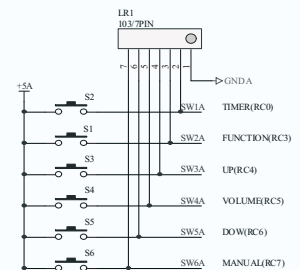 LR1
103/7PIN
7 6 5 4 3 2 1
GNDA
+5A
S2 SW1A TIMER(RC0)
S1 SW2A FUNCTION(RC3)
S3 SW3A UP(RC4)
S4 SW4A VOLUME(RC5)
S5 SW5A DOW(RC6)
S6 SW6A MANUAL(RC7)